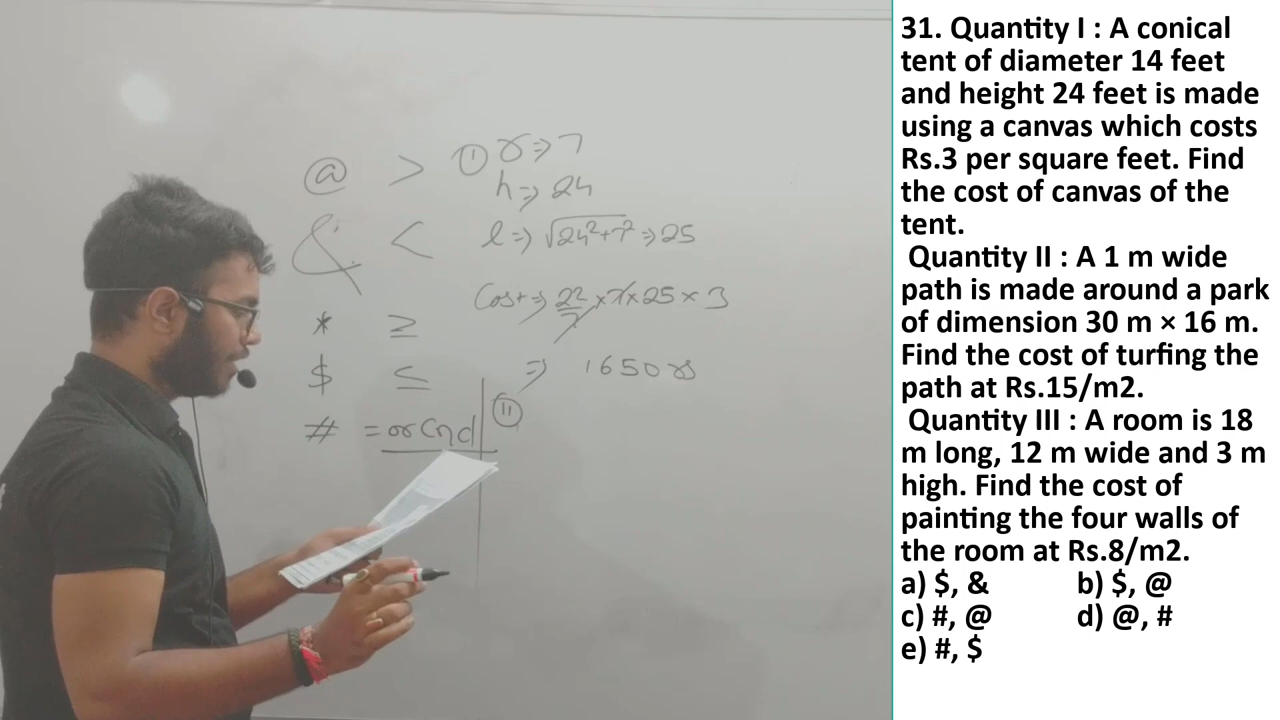 @ > ① r ⇒ 7
h ⇒ 24
& < l ⇒ √24²+7² ⇒ 25
Cost ⇒ 22/7 × 7 × 25 × 3
* ≥
$ ≤ ⇒ 1650 rs
# = or Cnd ⑪
31. Quantity I : A conical
tent of diameter 14 feet
and height 24 feet is made
using a canvas which costs
Rs.3 per square feet. Find
the cost of canvas of the
tent.
Quantity II : A 1 m wide
path is made around a park
of dimension 30 m × 16 m.
Find the cost of turfing the
path at Rs.15/m2.
Quantity III : A room is 18
m long, 12 m wide and 3 m
high. Find the cost of
painting the four walls of
the room at Rs.8/m2.
a) $, & b) $, @
c) #, @ d) @, #
e) #, $